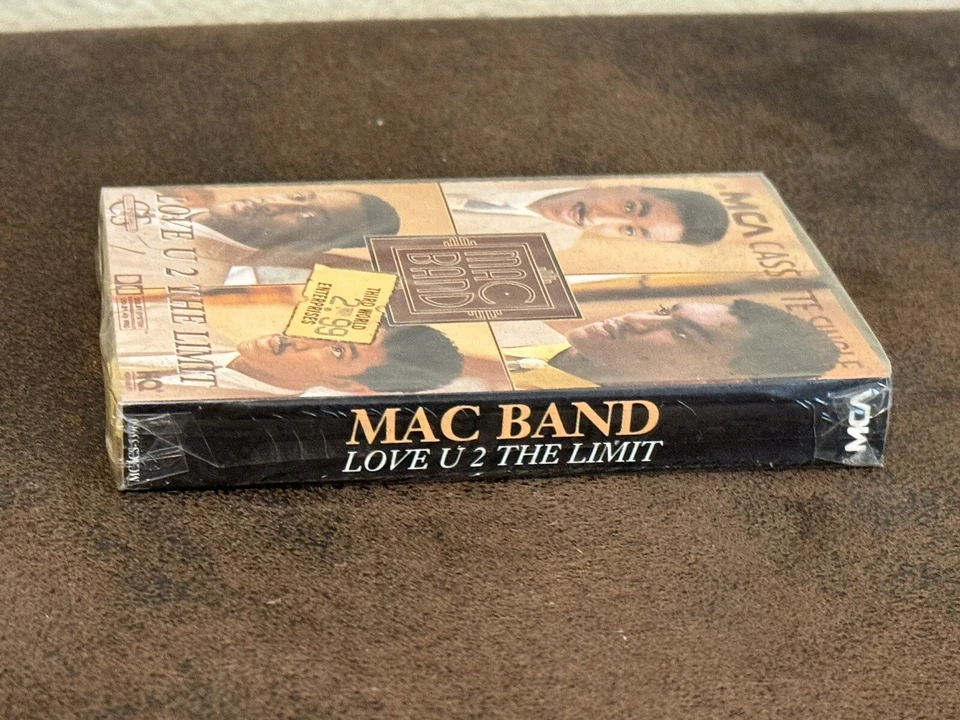 MCA CASSETTE SINGLE
MAC
BAND
THIRD WORLD
2.99
ENTERPRISES
LOVE U 2 THE LIMIT
MAC BAND
LOVE U 2 THE LIMIT
MCA